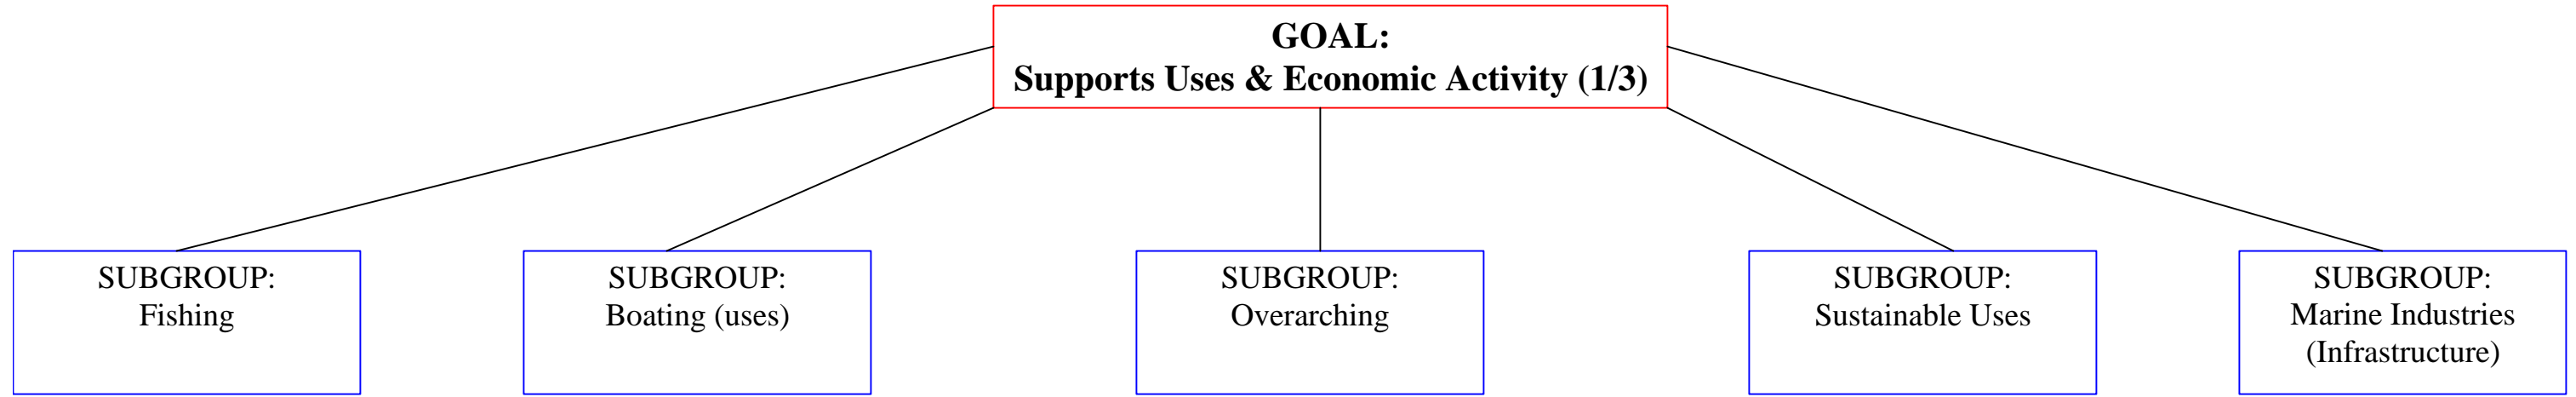 GOAL:
Supports Uses & Economic Activity (1/3)
SUBGROUP:
Fishing
SUBGROUP:
Boating (uses)
SUBGROUP:
Overarching
SUBGROUP:
Sustainable Uses
SUBGROUP:
Marine Industries
(Infrastructure)